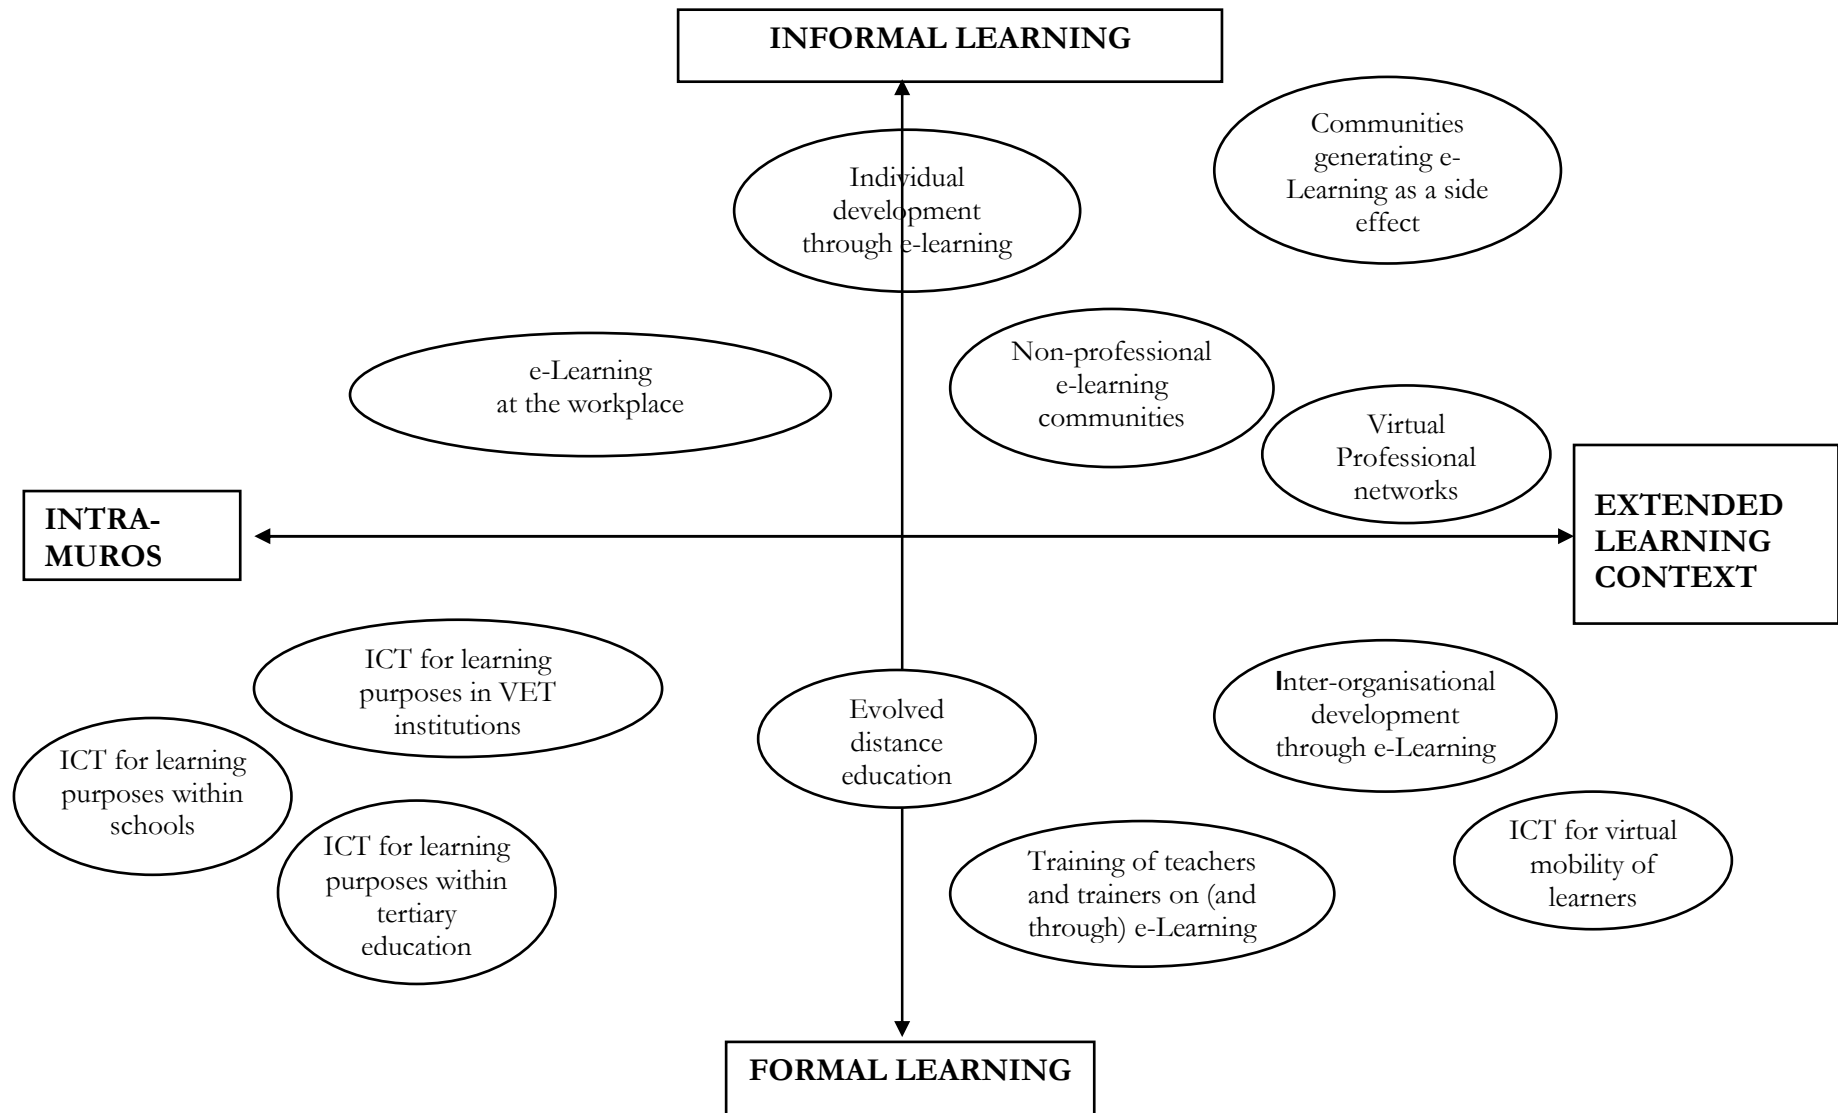 INFORMAL LEARNING
Communities
generating e-
Learning as a side
effect
Individual
development
through e-learning
Non-professional
e-learning
communities
e-Learning
at the workplace
Virtual
Professional
networks
INTRA-
MUROS
EXTENDED
LEARNING
CONTEXT
ICT for learning
purposes in VET
institutions
Evolved
distance
education
Inter-organisational
development
through e-Learning
ICT for learning
purposes within
schools
ICT for learning
purposes within
tertiary
education
Training of teachers
and trainers on (and
through) e-Learning
ICT for virtual
mobility of
learners
FORMAL LEARNING